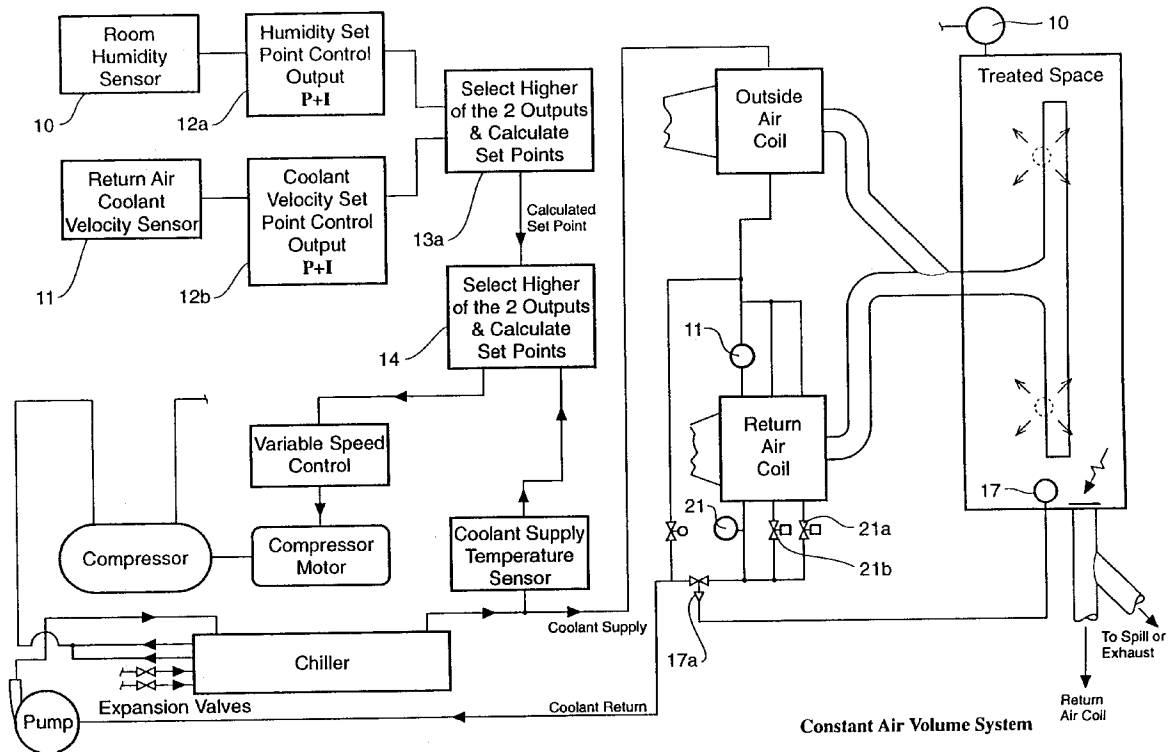 Room
Humidity
Sensor
10
Humidity Set
Point Control
Output
P+I
12a
Return Air
Coolant
Velocity Sensor
11
Coolant
Velocity Set
Point Control
Output
P+I
12b
Select Higher
of the 2 Outputs
& Calculate
Set Points
13a
Calculated
Set Point
Select Higher
of the 2 Outputs
& Calculate
Set Points
14
Variable Speed
Control
Compressor
Compressor
Motor
Coolant Supply
Temperature
Sensor
Chiller
Expansion Valves
Pump
Coolant Supply
Coolant Return
Outside
Air
Coil
11
Return
Air
Coil
21
21a
21b
17a
10
Treated Space
17
To Spill or
Exhaust
Return
Air Coil
Constant Air Volume System